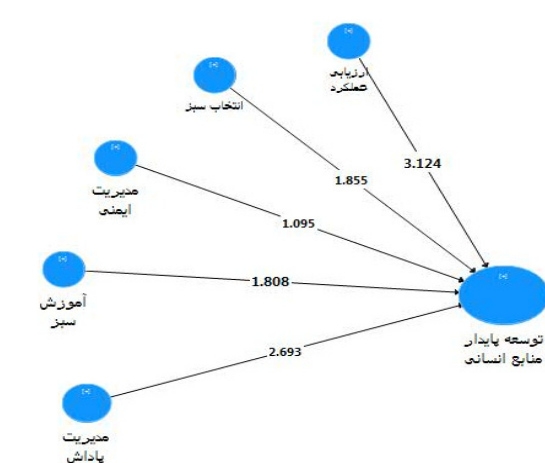 [+]
ارزیابی
عملکرد
[+]
انتخاب سبز
3.124
[+]
1.855
مدیریت
ایمنی
1.095
[+]
1.808
[+]
آموزش
سبز
توسعه پایدار
منابع انسانی
2.693
[+]
مدیریت
پاداش